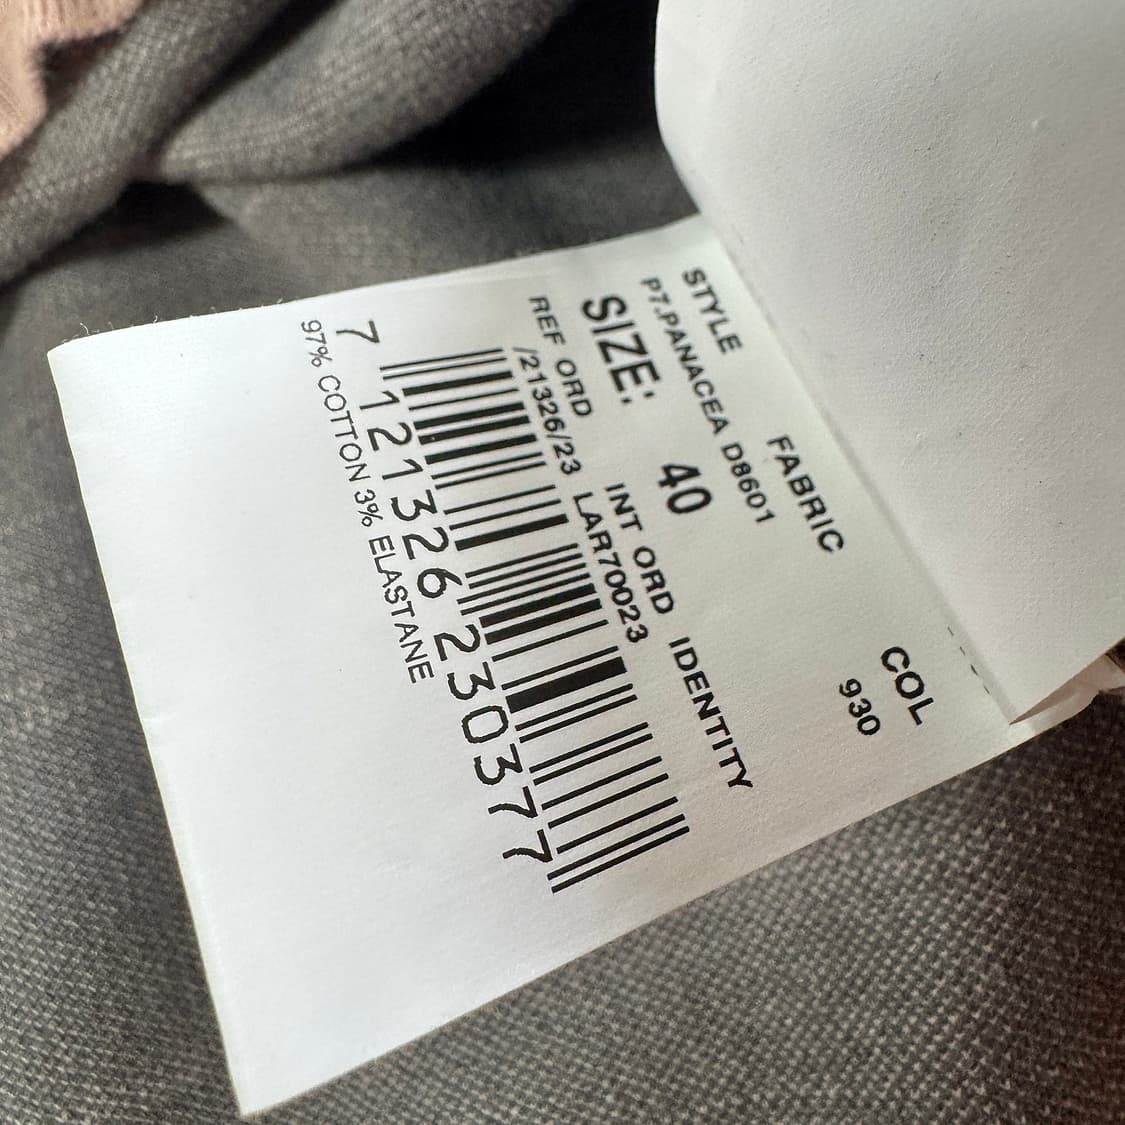 STYLE FABRIC COL
P7.PANACEA D8601 930
SIZE: 40
REF ORD INT ORD IDENTITY
/21326/23 LAR70023
7 121326 230377
97% COTTON 3% ELASTANE